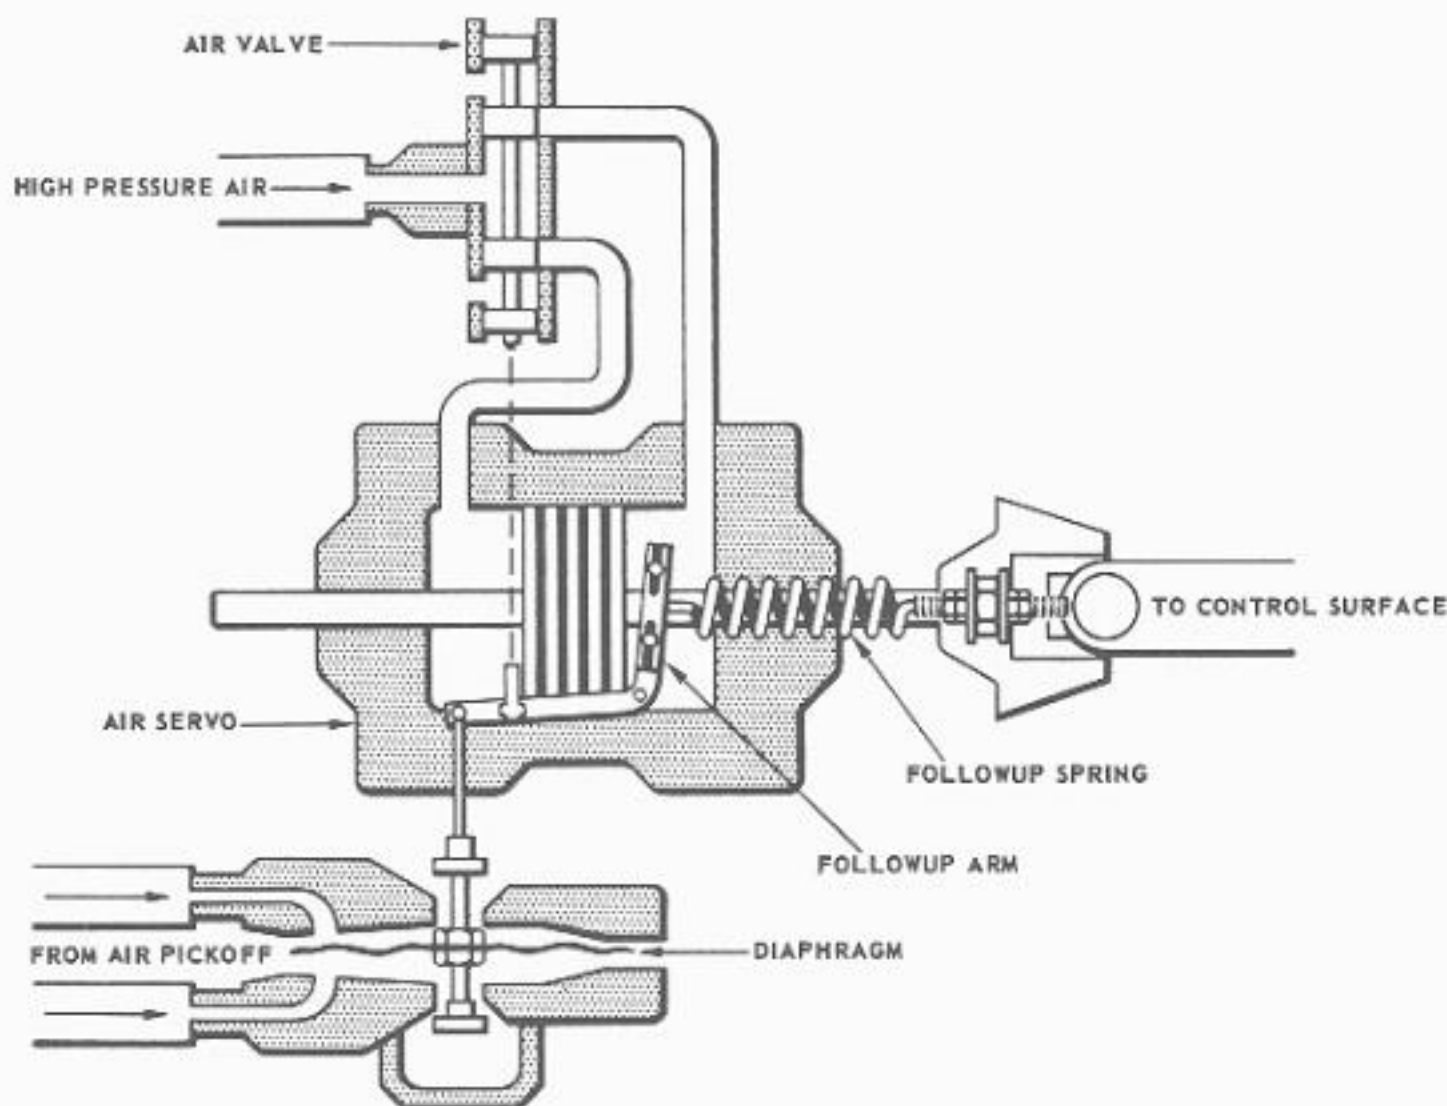 AIR VALVE
HIGH PRESSURE AIR
TO CONTROL SURFACE
AIR SERVO
FOLLOWUP SPRING
FOLLOWUP ARM
FROM AIR PICKOFF
DIAPHRAGM